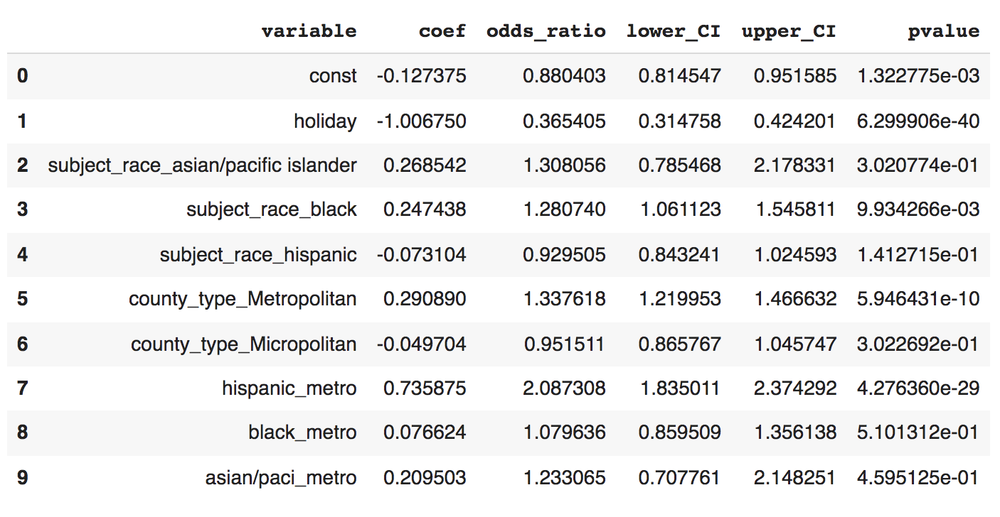 variable coef odds_ratio lower_CI upper_CI pvalue
0 const -0.127375 0.880403 0.814547 0.951585 1.322775e-03
1 holiday -1.006750 0.365405 0.314758 0.424201 6.299906e-40
2 subject_race_asian/pacific islander 0.268542 1.308056 0.785468 2.178331 3.020774e-01
3 subject_race_black 0.247438 1.280740 1.061123 1.545811 9.934266e-03
4 subject_race_hispanic -0.073104 0.929505 0.843241 1.024593 1.412715e-01
5 county_type_Metropolitan 0.290890 1.337618 1.219953 1.466632 5.946431e-10
6 county_type_Micropolitan -0.049704 0.951511 0.865767 1.045747 3.022692e-01
7 hispanic_metro 0.735875 2.087308 1.835011 2.374292 4.276360e-29
8 black_metro 0.076624 1.079636 0.859509 1.356138 5.101312e-01
9 asian/paci_metro 0.209503 1.233065 0.707761 2.148251 4.595125e-01